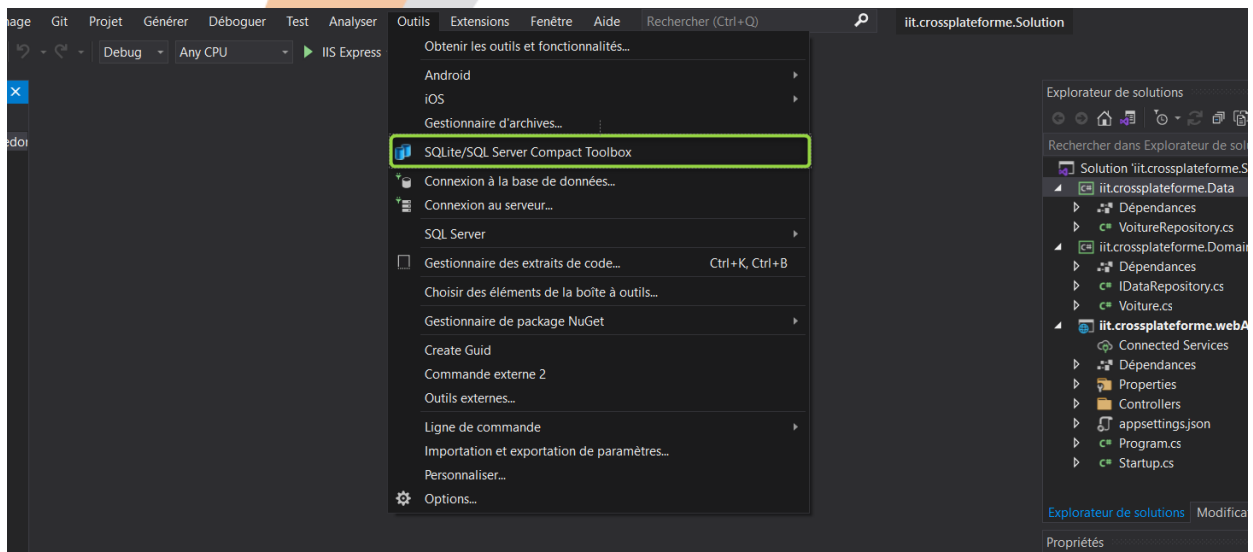 nage Git Projet Générer Déboguer Test Analyser Outils Extensions Fenêtre Aide Rechercher (Ctrl+Q) iit.crossplateforme.Solution
Debug Any CPU IIS Express
Obtenir les outils et fonctionnalités...
Android
iOS
Gestionnaire d'archives...
SQLite/SQL Server Compact Toolbox
Connexion à la base de données...
Connexion au serveur...
SQL Server
Gestionnaire des extraits de code... Ctrl+K, Ctrl+B
Choisir des éléments de la boîte à outils...
Gestionnaire de package NuGet
Create Guid
Commande externe 2
Outils externes...
Ligne de commande
Importation et exportation de paramètres...
Personnaliser...
Options...
edoi
Explorateur de solutions
Rechercher dans Explorateur de solu
Solution 'iit.crossplateforme.S
iit.crossplateforme.Data
Dépendances
VoitureRepository.cs
iit.crossplateforme.Domain
Dépendances
IDataRepository.cs
Voiture.cs
iit.crossplateforme.webA
Connected Services
Dépendances
Properties
Controllers
appsettings.json
Program.cs
Startup.cs
Explorateur de solutions Modificat
Propriétés